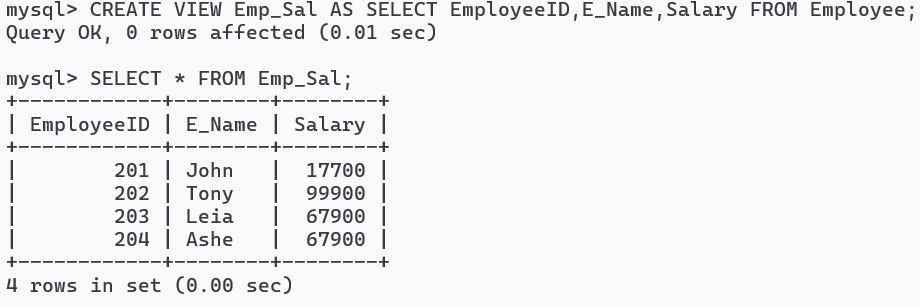 mysql> CREATE VIEW Emp_Sal AS SELECT EmployeeID,E_Name,Salary FROM Employee;
Query OK, 0 rows affected (0.01 sec)

mysql> SELECT * FROM Emp_Sal;
+------------+--------+--------+
| EmployeeID | E_Name | Salary |
+------------+--------+--------+
|        201 | John   |  17700 |
|        202 | Tony   |  99900 |
|        203 | Leia   |  67900 |
|        204 | Ashe   |  67900 |
+------------+--------+--------+
4 rows in set (0.00 sec)